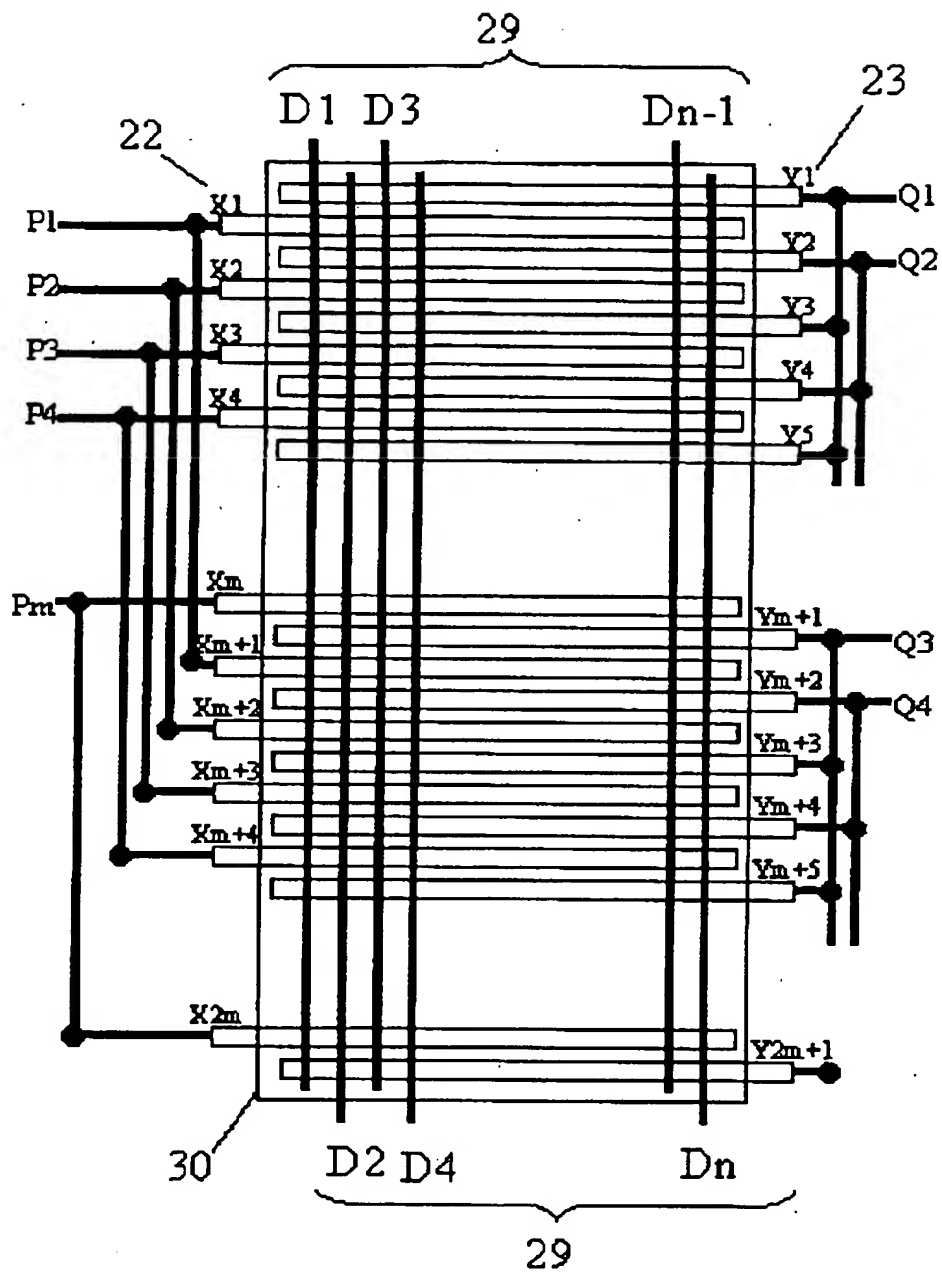 29
D1 D3 Dn-1 23
22
X1 Y1 Q1
P1
X2 Y2 Q2
P2
X3 Y3
P3
X4 Y4
P4
Y5
Xm
Pm
Ym+1 Q3
Xm+1
Ym+2 Q4
Xm+2
Ym+3
Xm+3
Ym+4
Xm+4
Ym+5
X2m
Y2m+1
30 D2 D4 Dn
29